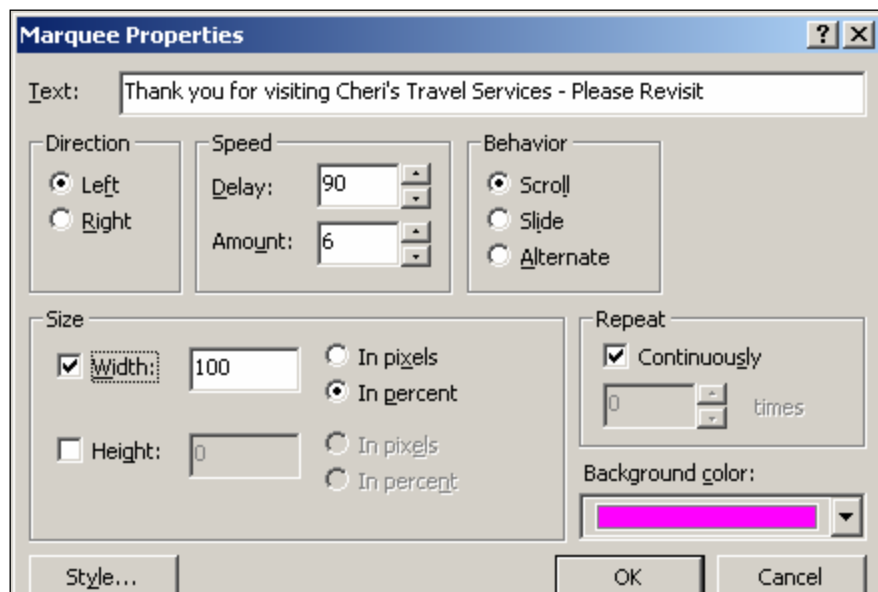 Marquee Properties
Text: Thank you for visiting Cheri's Travel Services - Please Revisit
Direction
Left
Right
Speed
Delay: 90
Amount: 6
Behavior
Scroll
Slide
Alternate
Size
Width: 100
In pixels
In percent
Height: 0
In pixels
In percent
Repeat
Continuously
0 times
Background color:
Style...
OK
Cancel